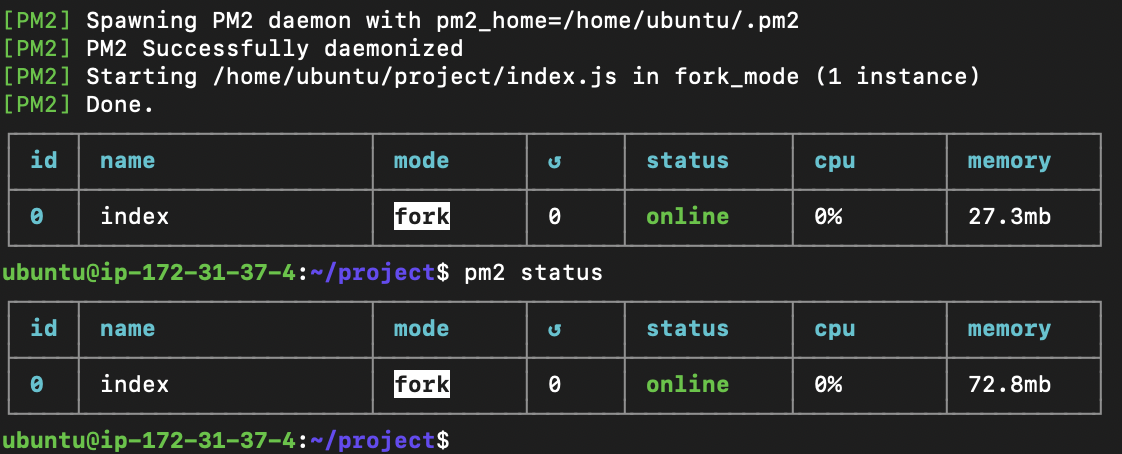 [PM2] Spawning PM2 daemon with pm2_home=/home/ubuntu/.pm2
[PM2] PM2 Successfully daemonized
[PM2] Starting /home/ubuntu/project/index.js in fork_mode (1 instance)
[PM2] Done.
id name mode ↺ status cpu memory
0 index fork 0 online 0% 27.3mb
ubuntu@ip-172-31-37-4:~/project$ pm2 status
id name mode ↺ status cpu memory
0 index fork 0 online 0% 72.8mb
ubuntu@ip-172-31-37-4:~/project$